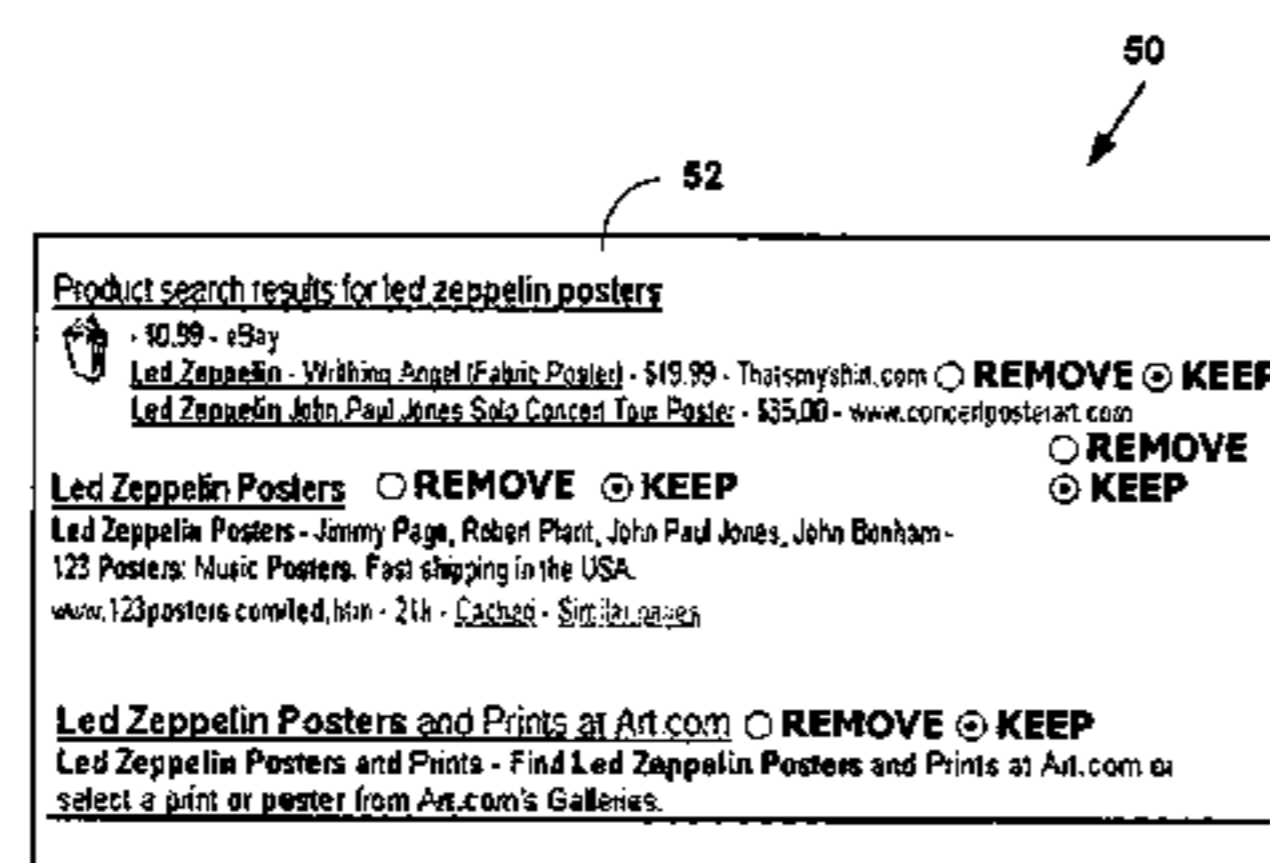 50
52
Product search results for led zeppelin posters
- $0.99 - eBay
Led Zeppelin - Writhing Angel (Fabric Poster) - $19.99 - Thatsmyshirt.com REMOVE KEEP
Led Zeppelin John Paul Jones Solo Concert Tour Poster - $35.00 - www.concertposterart.com
REMOVE
Led Zeppelin Posters REMOVE KEEP
KEEP
Led Zeppelin Posters - Jimmy Page, Robert Plant, John Paul Jones, John Bonham -
123 Posters: Music Posters. Fast shipping in the USA.
www.123posters.com/led.htm - 21k - Cached - Similar pages
Led Zeppelin Posters and Prints at Art.com REMOVE KEEP
Led Zeppelin Posters and Prints - Find Led Zeppelin Posters and Prints at Art.com or
select a print or poster from Art.com's Galleries.